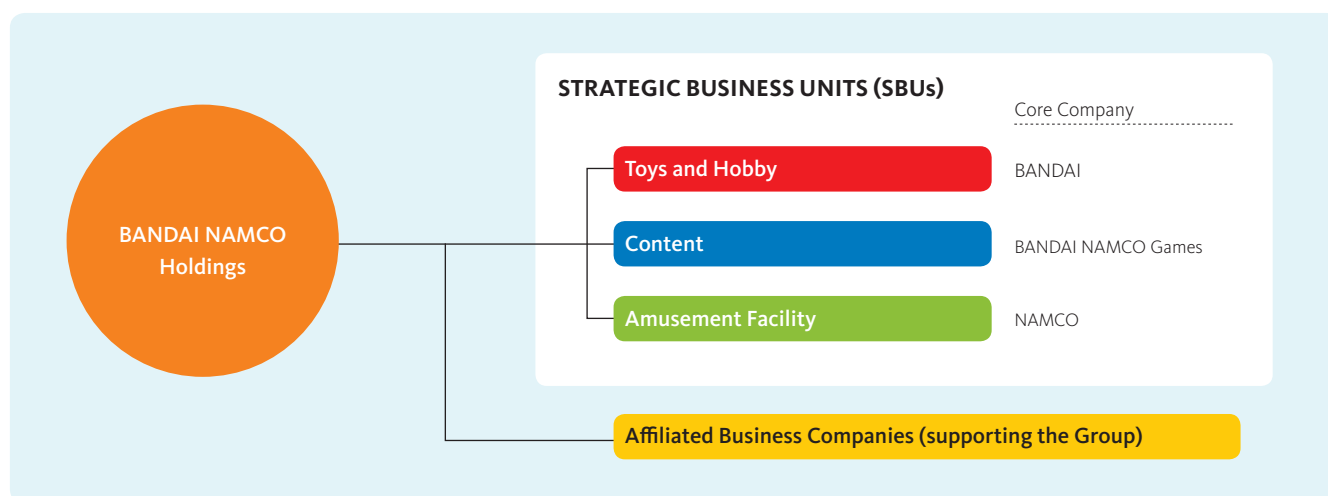 STRATEGIC BUSINESS UNITS (SBUs)
Core Company
BANDAI NAMCO
Holdings
Toys and Hobby
BANDAI
Content
BANDAI NAMCO Games
Amusement Facility
NAMCO
Affiliated Business Companies (supporting the Group)